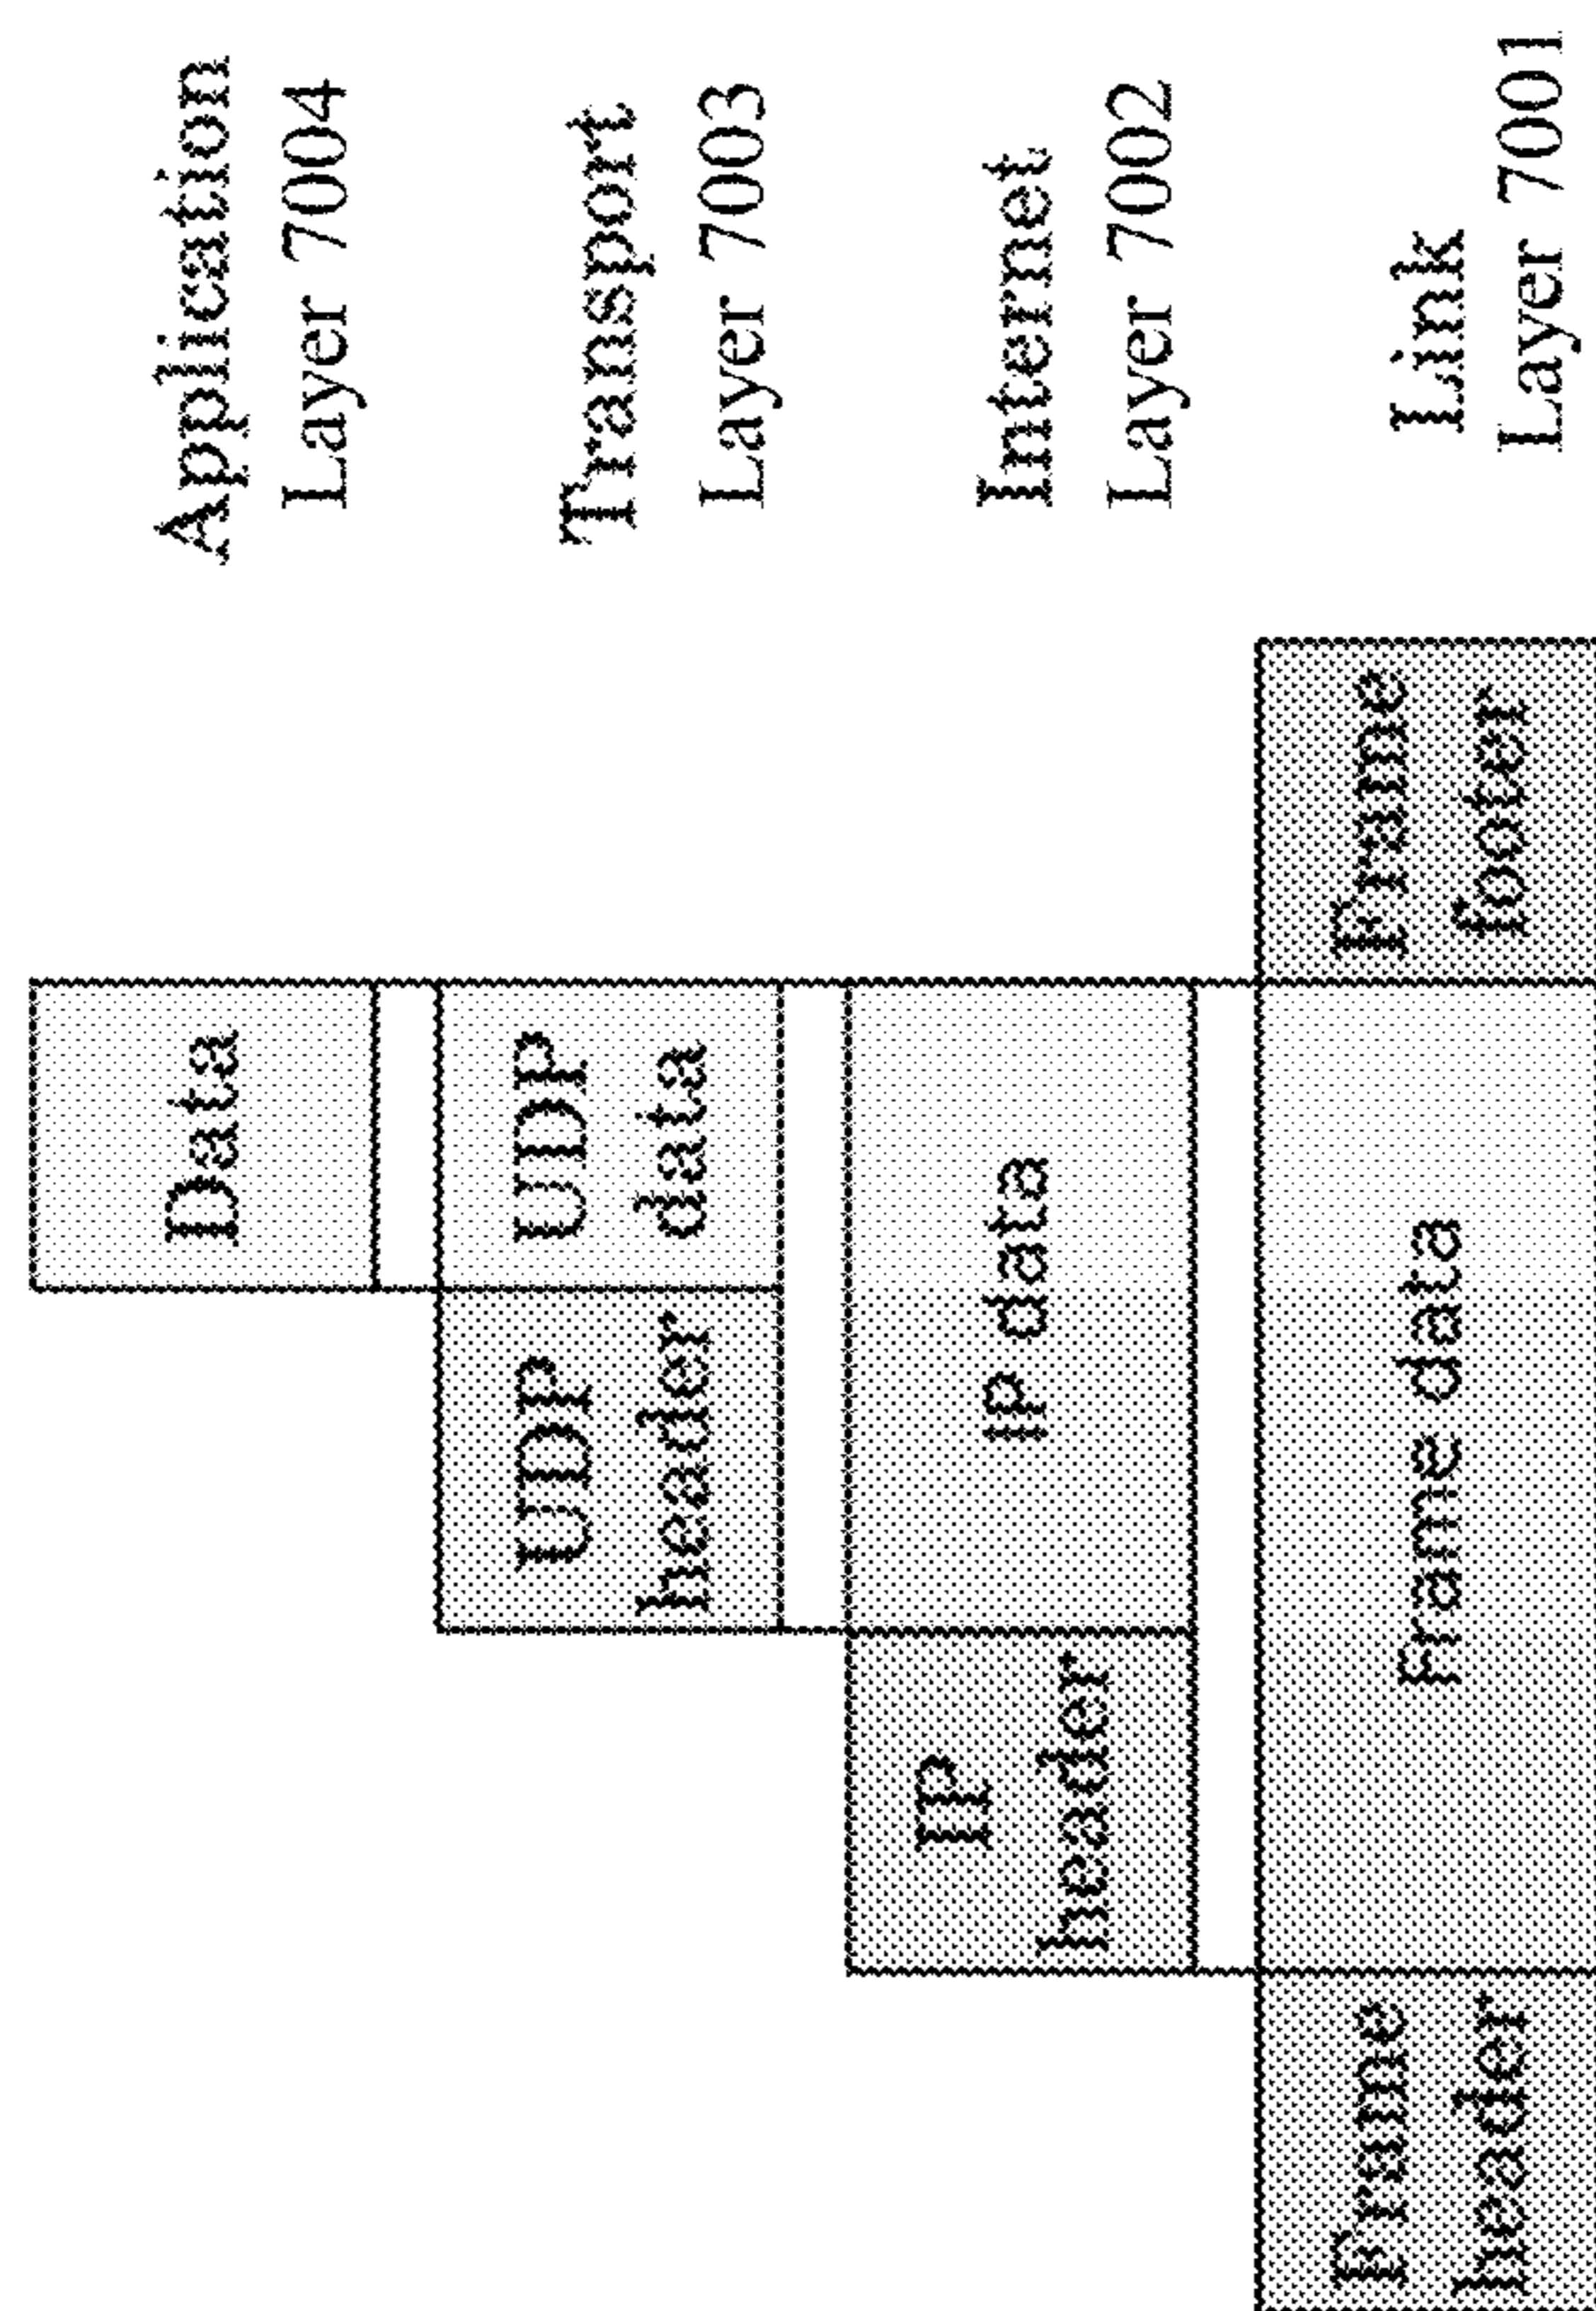 Data
Application
Layer 7004
UDP
header
UDP
data
Transport
Layer 7003
IP
header
IP data
Internet
Layer 7002
Frame
header
Frame data
Frame
footer
Link
Layer 7001